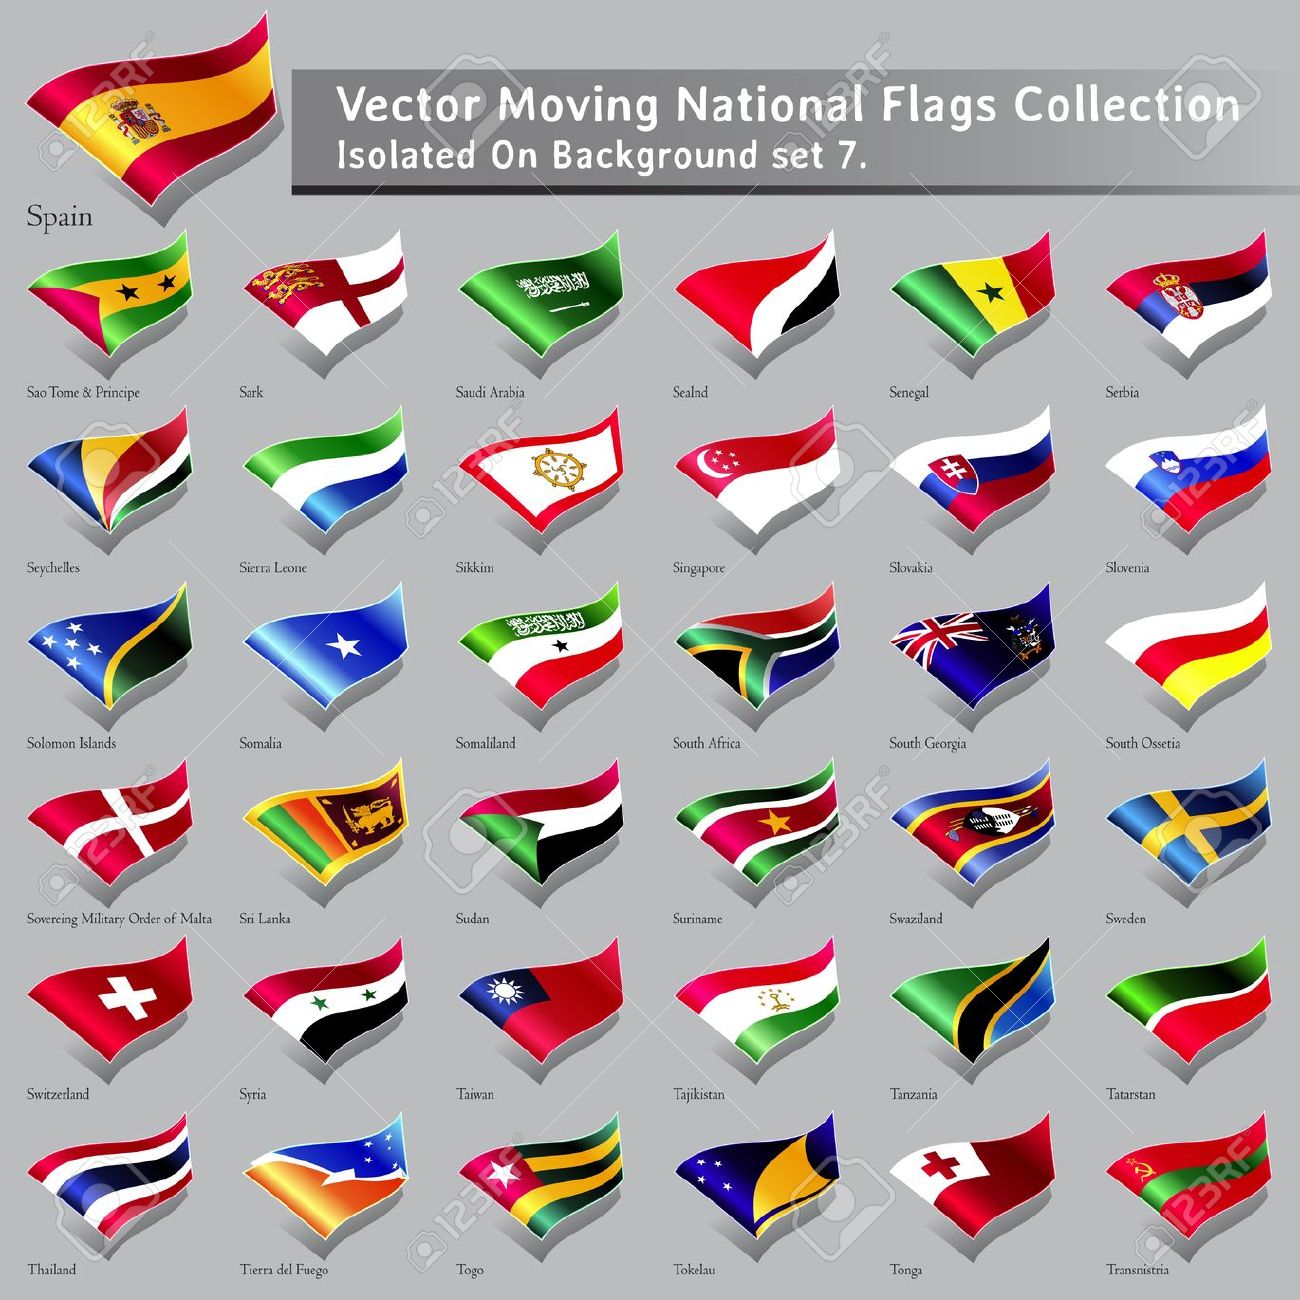 Vector Moving National Flags Collection
Isolated On Background set 7.
Spain
Sao Tome & Principe Sark Saudi Arabia Sealnd Senegal Serbia
Seychelles Sierra Leone Sikkim Singapore Slovakia Slovenia
Solomon Islands Somalia Somaliland South Africa South Georgia South Ossetia
Sovereing Military Order of Malta Sri Lanka Sudan Suriname Swaziland Sweden
Switzerland Syria Taiwan Tajikistan Tanzania Tatarstan
Thailand Tierra del Fuego Togo Tokelau Tonga Transnistria